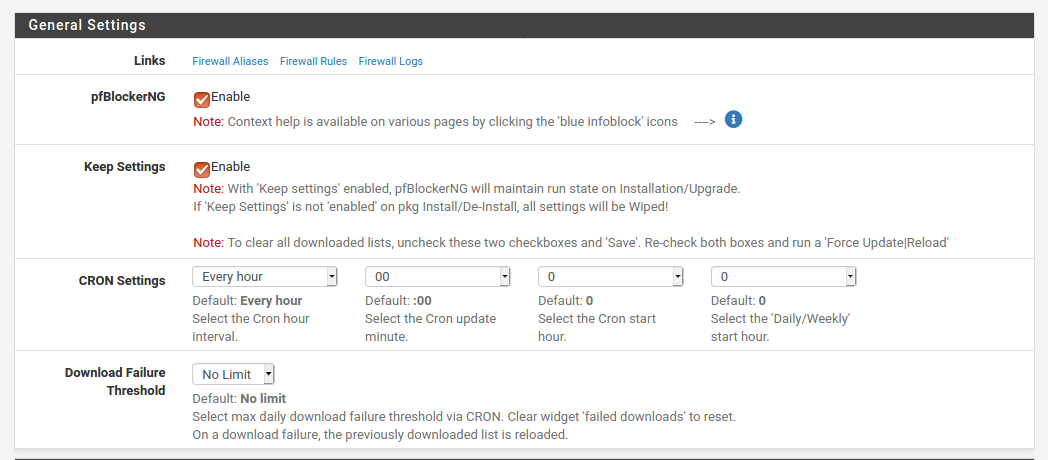 General Settings
Links Firewall Aliases Firewall Rules Firewall Logs
pfBlockerNG Enable
Note: Context help is available on various pages by clicking the 'blue infoblock' icons ----> i
Keep Settings Enable
Note: With 'Keep settings' enabled, pfBlockerNG will maintain run state on Installation/Upgrade.
If 'Keep Settings' is not 'enabled' on pkg Install/De-Install, all settings will be Wiped!
Note: To clear all downloaded lists, uncheck these two checkboxes and 'Save'. Re-check both boxes and run a 'Force Update|Reload'
CRON Settings Every hour 00 0 0
Default: Every hour Default: :00 Default: 0 Default: 0
Select the Cron hour Select the Cron update Select the Cron start Select the 'Daily/Weekly'
interval. minute. hour. start hour.
Download Failure No Limit
Threshold
Default: No limit
Select max daily download failure threshold via CRON. Clear widget 'failed downloads' to reset.
On a download failure, the previously downloaded list is reloaded.